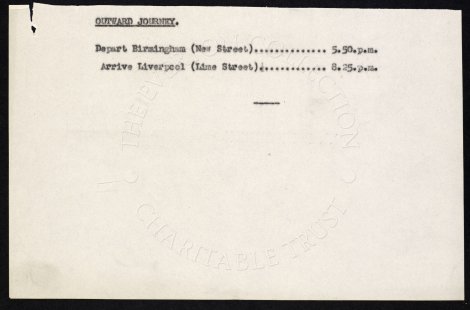 OUTWARD JOURNEY.
Depart Birmingham (New Street).............. 5.50.p.m.
Arrive Liverpool (Lime Street)............. 8.25.p.m.
CHARITABLE TRUST